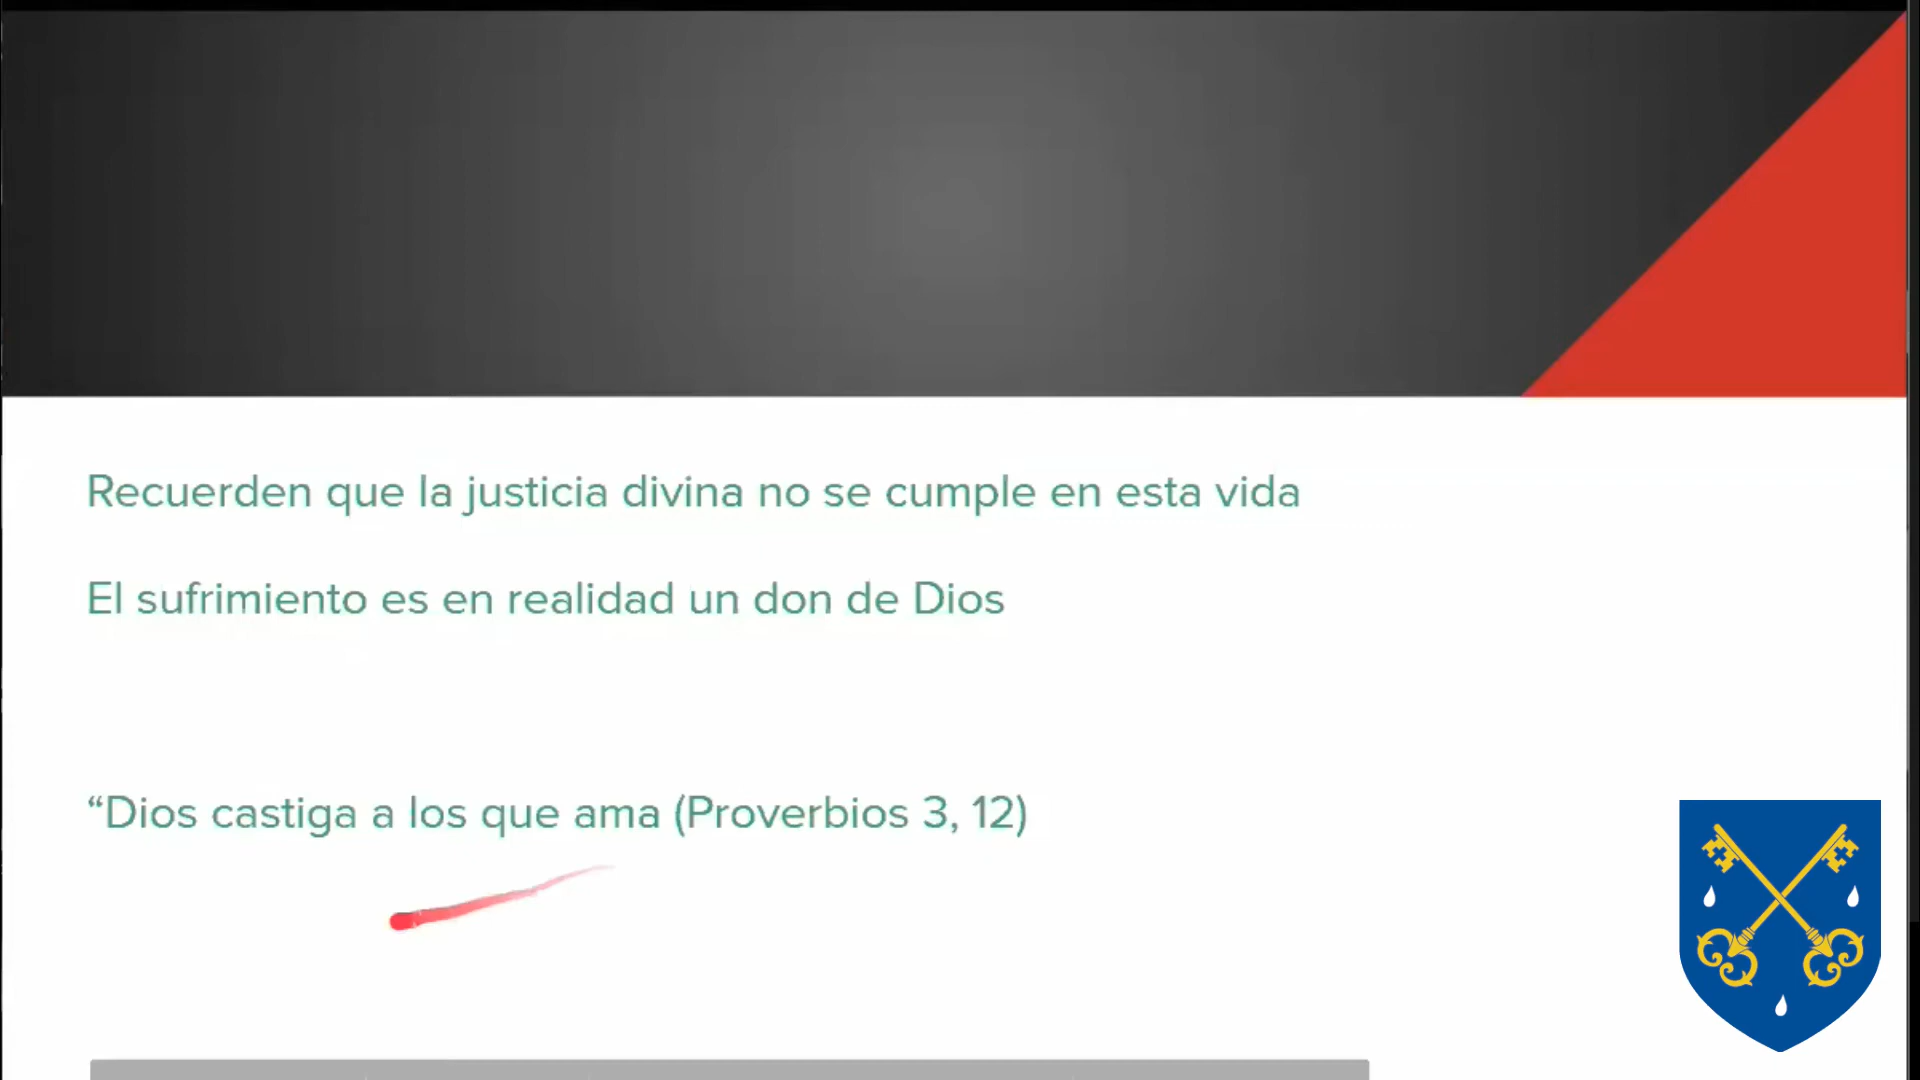 Recuerden que la justicia divina no se cumple en esta vida
El sufrimiento es en realidad un don de Dios
“Dios castiga a los que ama (Proverbios 3, 12)